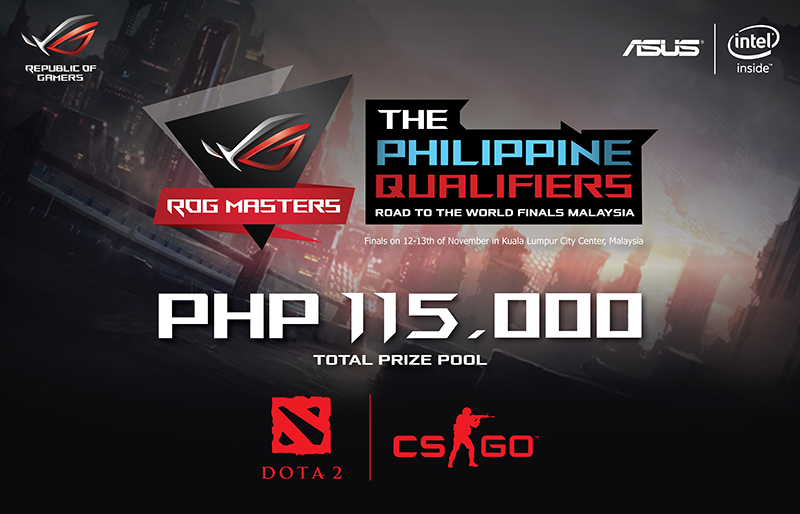 REPUBLIC OF
GAMERS
ASUS
intel
inside™
ROG MASTERS
THE
PHILIPPINE
QUALIFIERS
ROAD TO THE WORLD FINALS MALAYSIA
Finals on 12-13th of November in Kuala Lumpur City Center, Malaysia
PHP 115,000
TOTAL PRIZE POOL
DOTA 2
CS GO